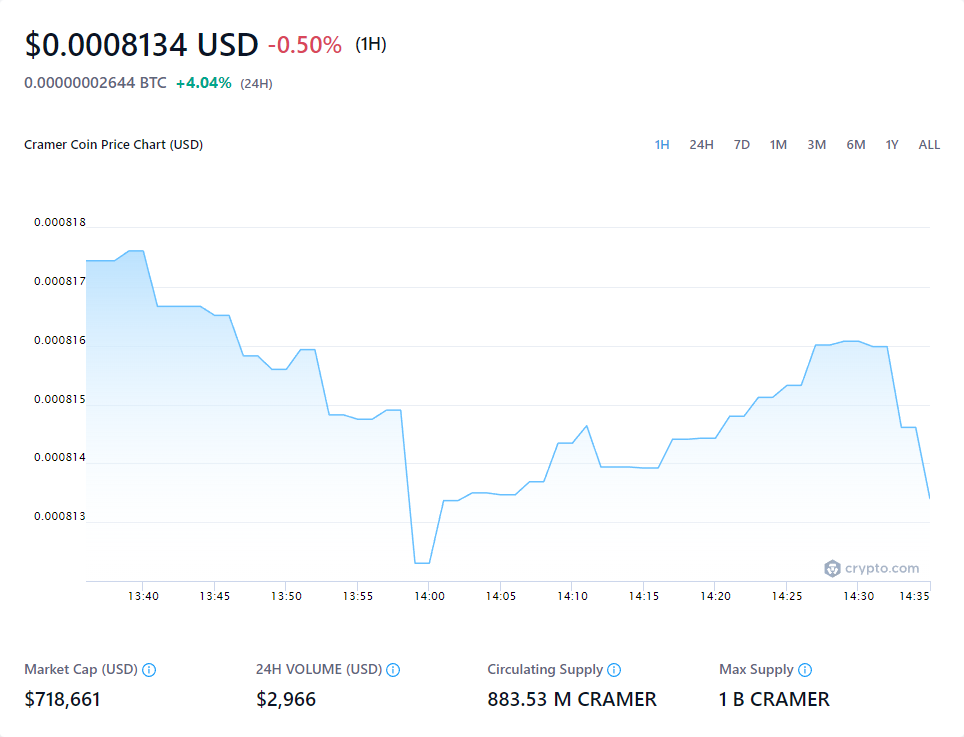 $0.0008134 USD -0.50% (1H)
0.00000002644 BTC +4.04% (24H)
Cramer Coin Price Chart (USD) 1H 24H 7D 1M 3M 6M 1Y ALL
0.000818
0.000817
0.000816
0.000815
0.000814
0.000813
crypto.com
13:40 13:45 13:50 13:55 14:00 14:05 14:10 14:15 14:20 14:25 14:30 14:35
Market Cap (USD) 24H VOLUME (USD) Circulating Supply Max Supply
$718,661 $2,966 883.53 M CRAMER 1 B CRAMER